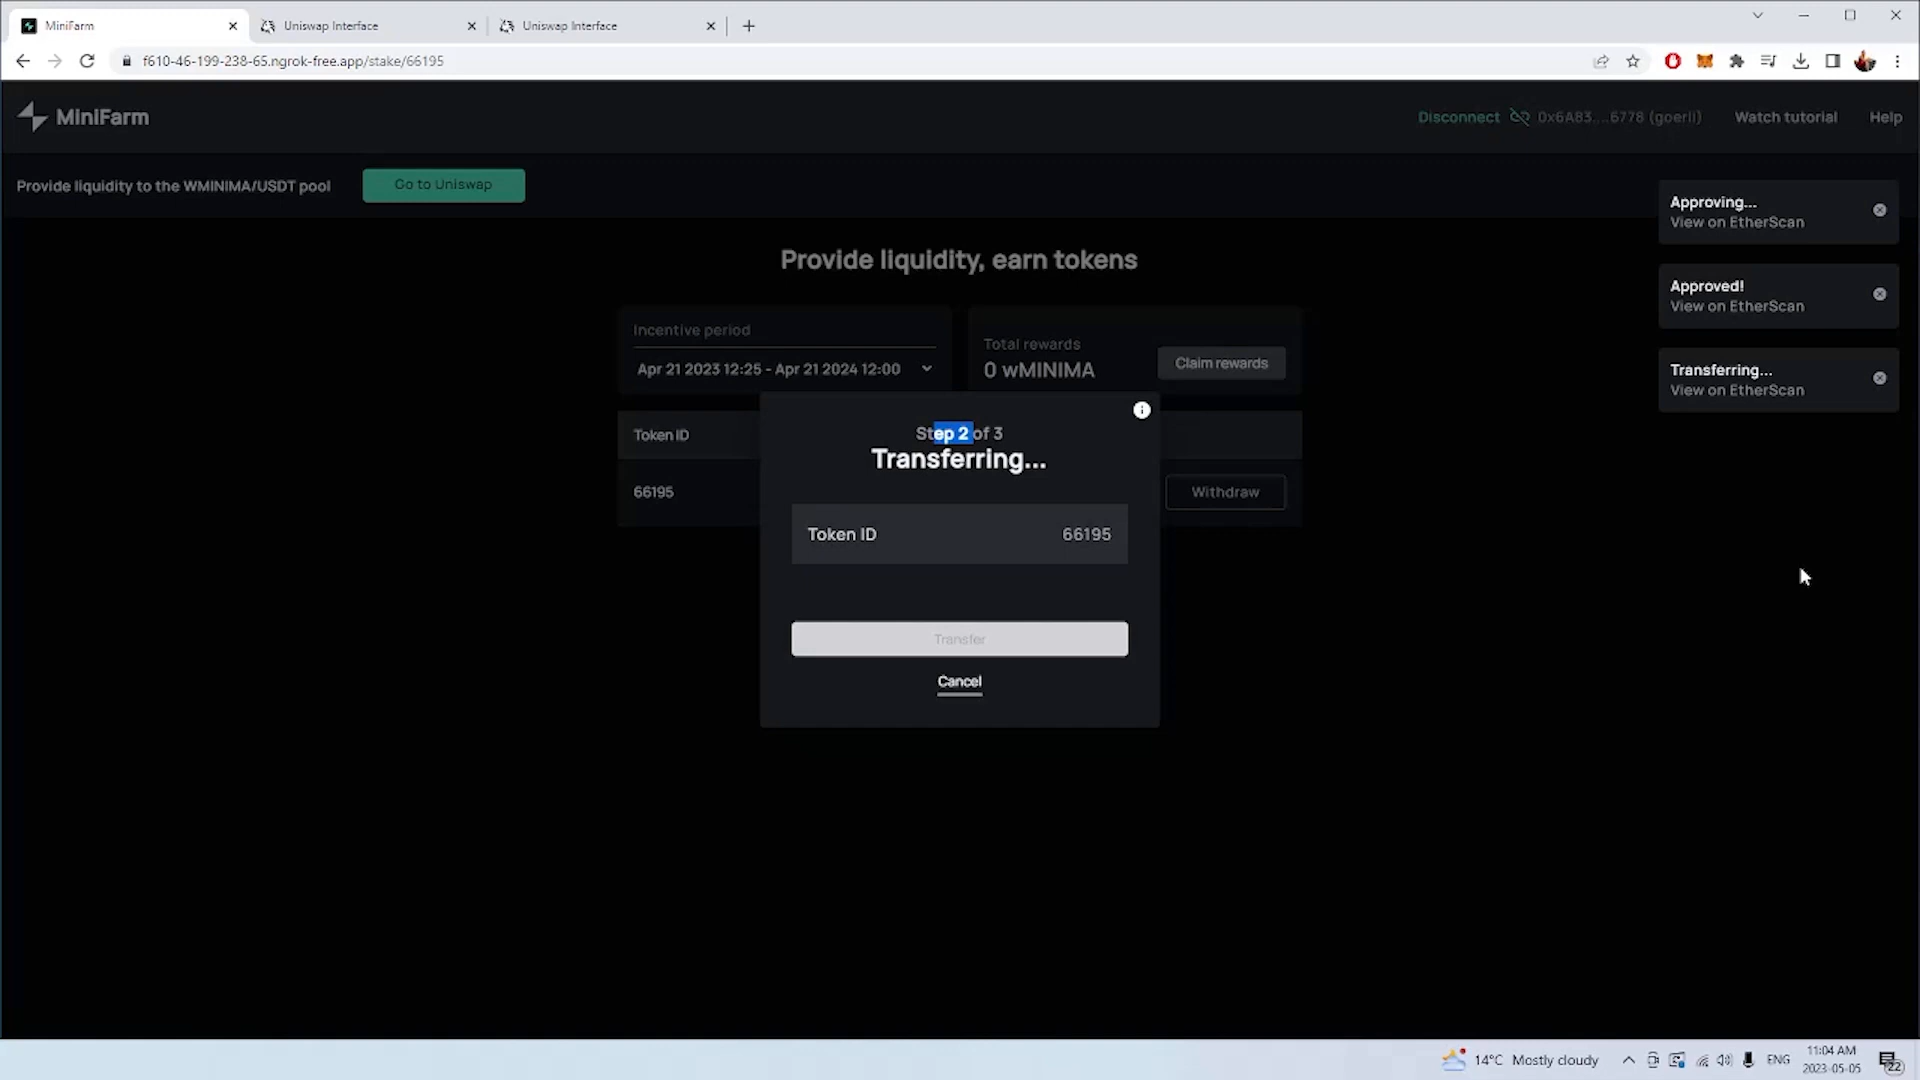 MiniFarm
Uniswap Interface
Uniswap Interface
f610-46-199-238-65.ngrok-free.app/stake/66195
MiniFarm
Disconnect 0x6A83....6778 (goerli) Watch tutorial Help
Provide liquidity to the WMINIMA/USDT pool Go to Uniswap
Approving...
View on EtherScan
Approved!
View on EtherScan
Transferring...
View on EtherScan
Provide liquidity, earn tokens
Incentive period
Apr 21 2023 12:25 - Apr 21 2024 12:00
Total rewards
0 wMINIMA
Claim rewards
Token ID
66195
Withdraw
Step 2 of 3
Transferring...
Token ID 66195
Transfer
Cancel
14°C Mostly cloudy
ENG
11:04 AM
2023-05-05
22